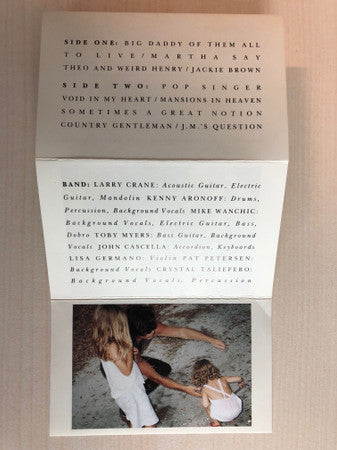 SIDE ONE: BIG DADDY OF THEM ALL
TO LIVE / MARTHA SAY
THEO AND WEIRD HENRY / JACKIE BROWN
SIDE TWO: POP SINGER
VOID IN MY HEART / MANSIONS IN HEAVEN
SOMETIMES A GREAT NOTION
COUNTRY GENTLEMAN / J.M.'S QUESTION
BAND: LARRY CRANE: Acoustic Guitar, Electric
Guitar, Mandolin KENNY ARONOFF: Drums,
Percussion, Background Vocals MIKE WANCHIC:
Background Vocals, Electric Guitar, Bass,
Dobro TOBY MYERS: Bass Guitar, Background
Vocals JOHN CASCELLA: Accordion, Keyboards
LISA GERMANO: Violin PAT PETERSEN:
Background Vocals CRYSTAL TALIEFERO:
Background Vocals, Percussion